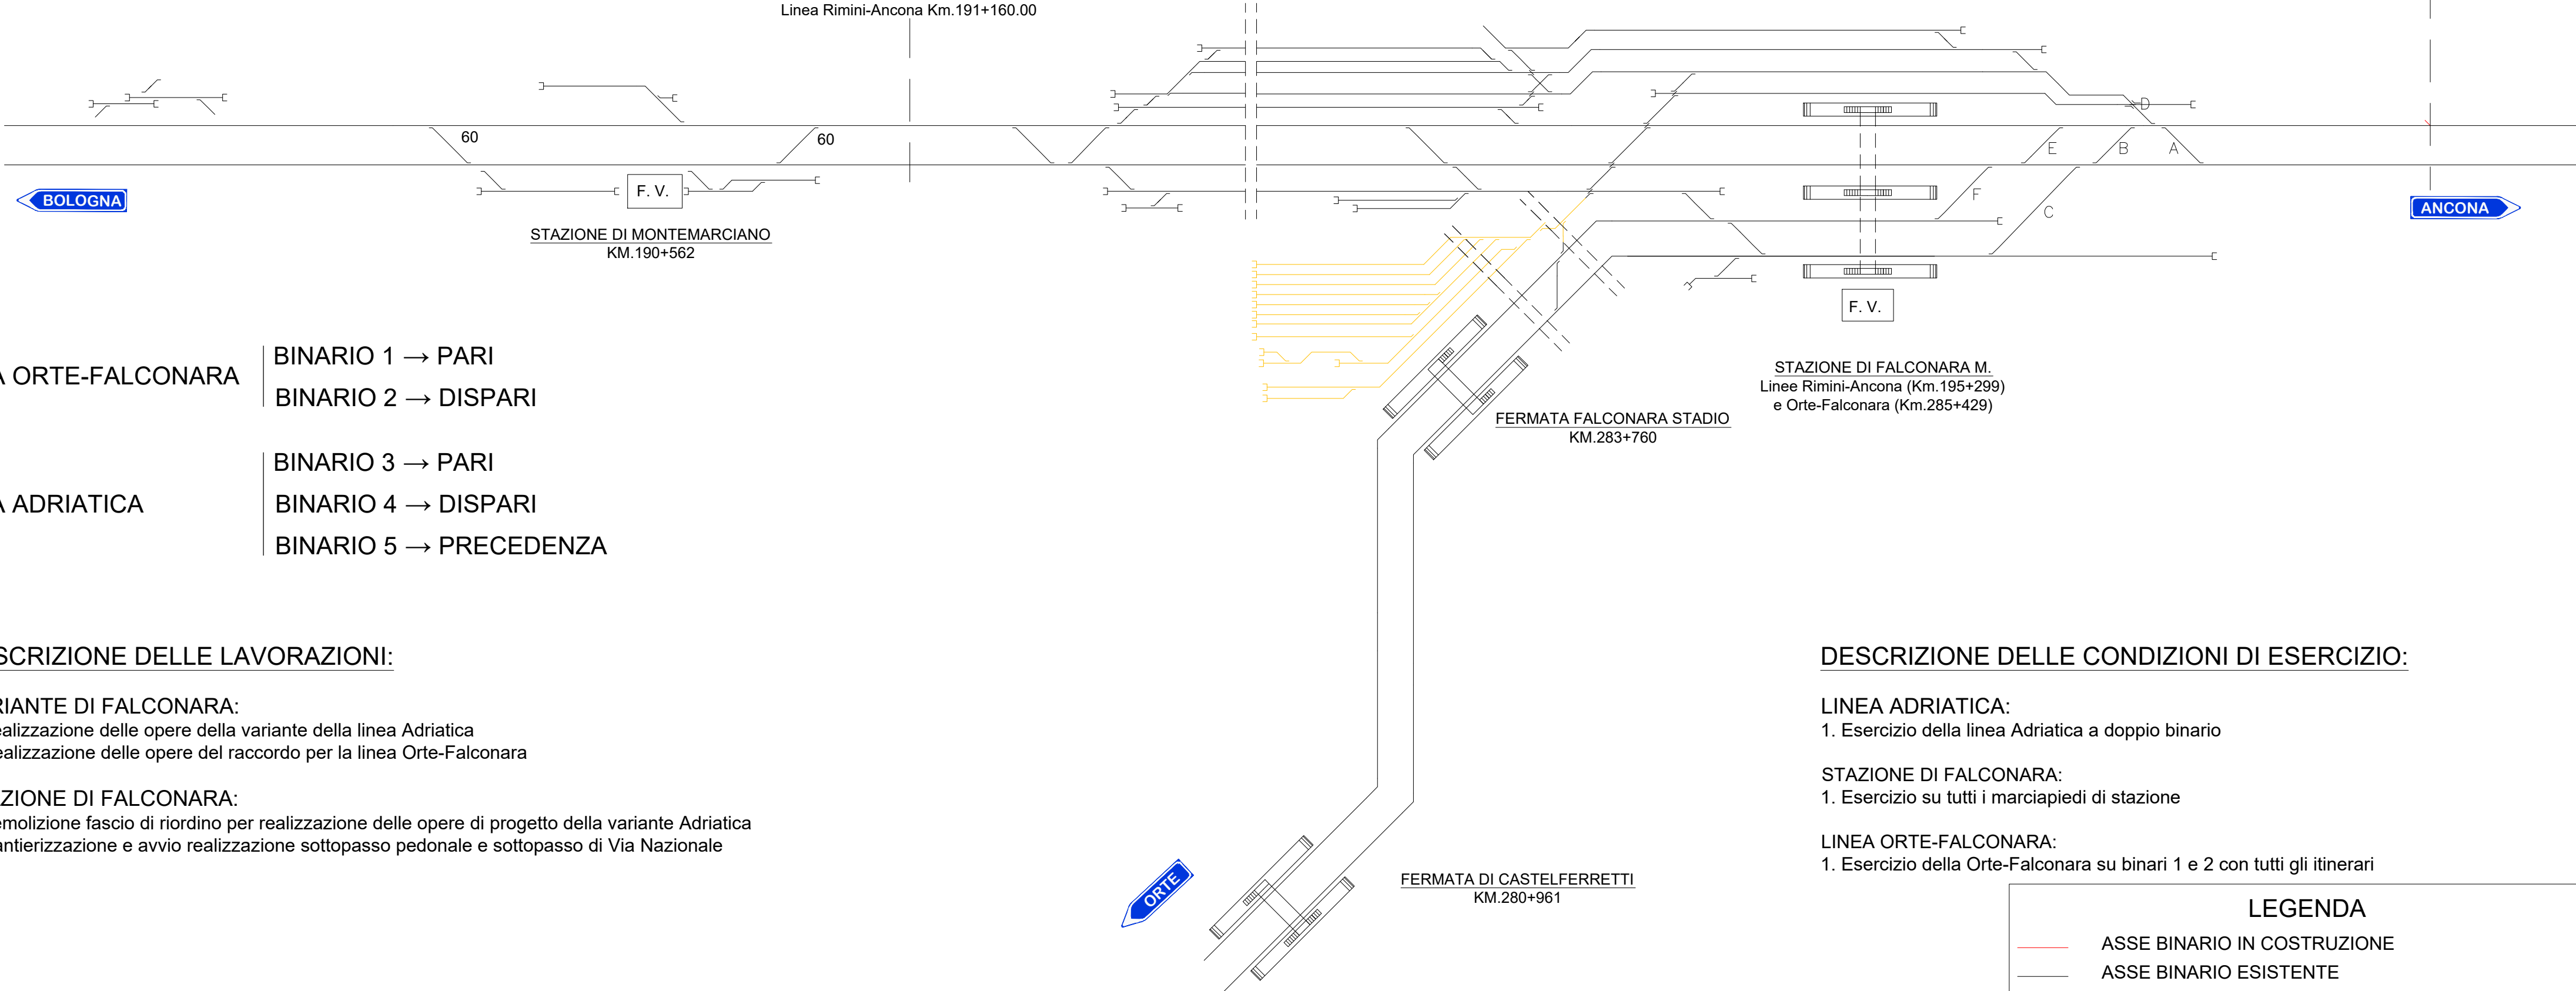 Linea Rimini-Ancona Km.191+160.00
60
60
D
E
B
A
F
C
BOLOGNA
F. V.
ANCONA
STAZIONE DI MONTEMARCIANO
KM.190+562
F. V.
A ORTE-FALCONARA
BINARIO 1 → PARI
BINARIO 2 → DISPARI
STAZIONE DI FALCONARA M.
Linee Rimini-Ancona (Km.195+299)
e Orte-Falconara (Km.285+429)
FERMATA FALCONARA STADIO
KM.283+760
A ADRIATICA
BINARIO 3 → PARI
BINARIO 4 → DISPARI
BINARIO 5 → PRECEDENZA
SCRIZIONE DELLE LAVORAZIONI:
RIANTE DI FALCONARA:
ealizzazione delle opere della variante della linea Adriatica
ealizzazione delle opere del raccordo per la linea Orte-Falconara
ZIONE DI FALCONARA:
emolizione fascio di riordino per realizzazione delle opere di progetto della variante Adriatica
antierizzazione e avvio realizzazione sottopasso pedonale e sottopasso di Via Nazionale
DESCRIZIONE DELLE CONDIZIONI DI ESERCIZIO:
LINEA ADRIATICA:
1. Esercizio della linea Adriatica a doppio binario
STAZIONE DI FALCONARA:
1. Esercizio su tutti i marciapiedi di stazione
LINEA ORTE-FALCONARA:
1. Esercizio della Orte-Falconara su binari 1 e 2 con tutti gli itinerari
ORTE
FERMATA DI CASTELFERRETTI
KM.280+961
LEGENDA
ASSE BINARIO IN COSTRUZIONE
ASSE BINARIO ESISTENTE